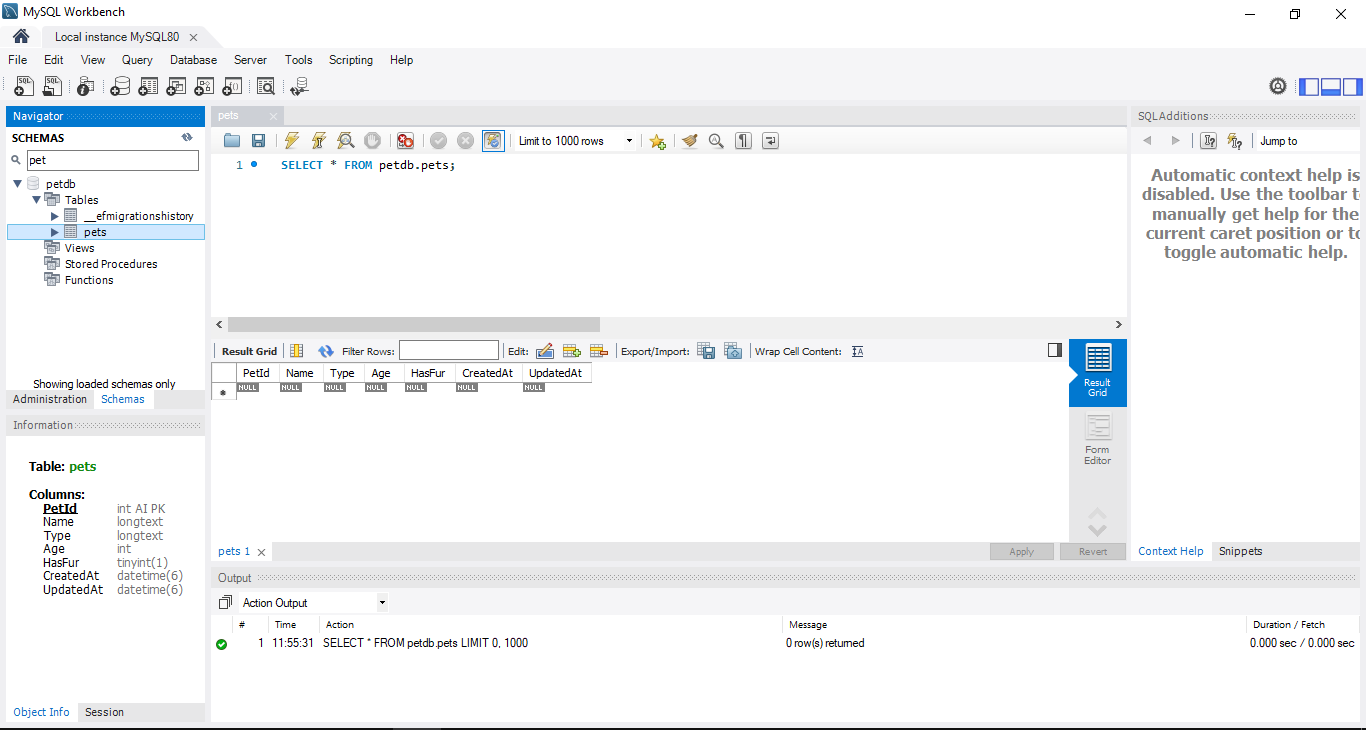 MySQL Workbench
Local instance MySQL80
File Edit View Query Database Server Tools Scripting Help
Navigator
SCHEMAS
pet
petdb
Tables
__efmigrationshistory
pets
Views
Stored Procedures
Functions
Showing loaded schemas only
Administration Schemas
Information
Table: pets
Columns:
PetId int AI PK
Name longtext
Type longtext
Age int
HasFur tinyint(1)
CreatedAt datetime(6)
UpdatedAt datetime(6)
Object Info Session
pets
Limit to 1000 rows
1 SELECT * FROM petdb.pets;
Result Grid Filter Rows: Edit: Export/Import: Wrap Cell Content: IA
PetId Name Type Age HasFur CreatedAt UpdatedAt
NULL NULL NULL NULL NULL NULL NULL
Result
Grid
Form
Editor
pets 1
Apply Revert
SQLAdditions
Jump to
Automatic context help is
disabled. Use the toolbar t
manually get help for the
current caret position or to
toggle automatic help.
Context Help Snippets
Output
Action Output
# Time Action Message Duration / Fetch
1 11:55:31 SELECT * FROM petdb.pets LIMIT 0, 1000 0 row(s) returned 0.000 sec / 0.000 sec